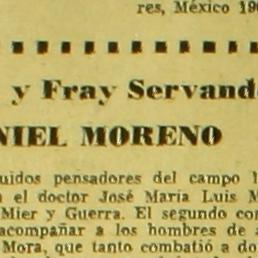 res, México 19
y Fray Servand
NIEL MORENO
uidos pensadores del campo l
el doctor José María Luis M
Mier y Guerra. El segundo con
acompañar a los hombres de a
Mora, que tanto combatió a do